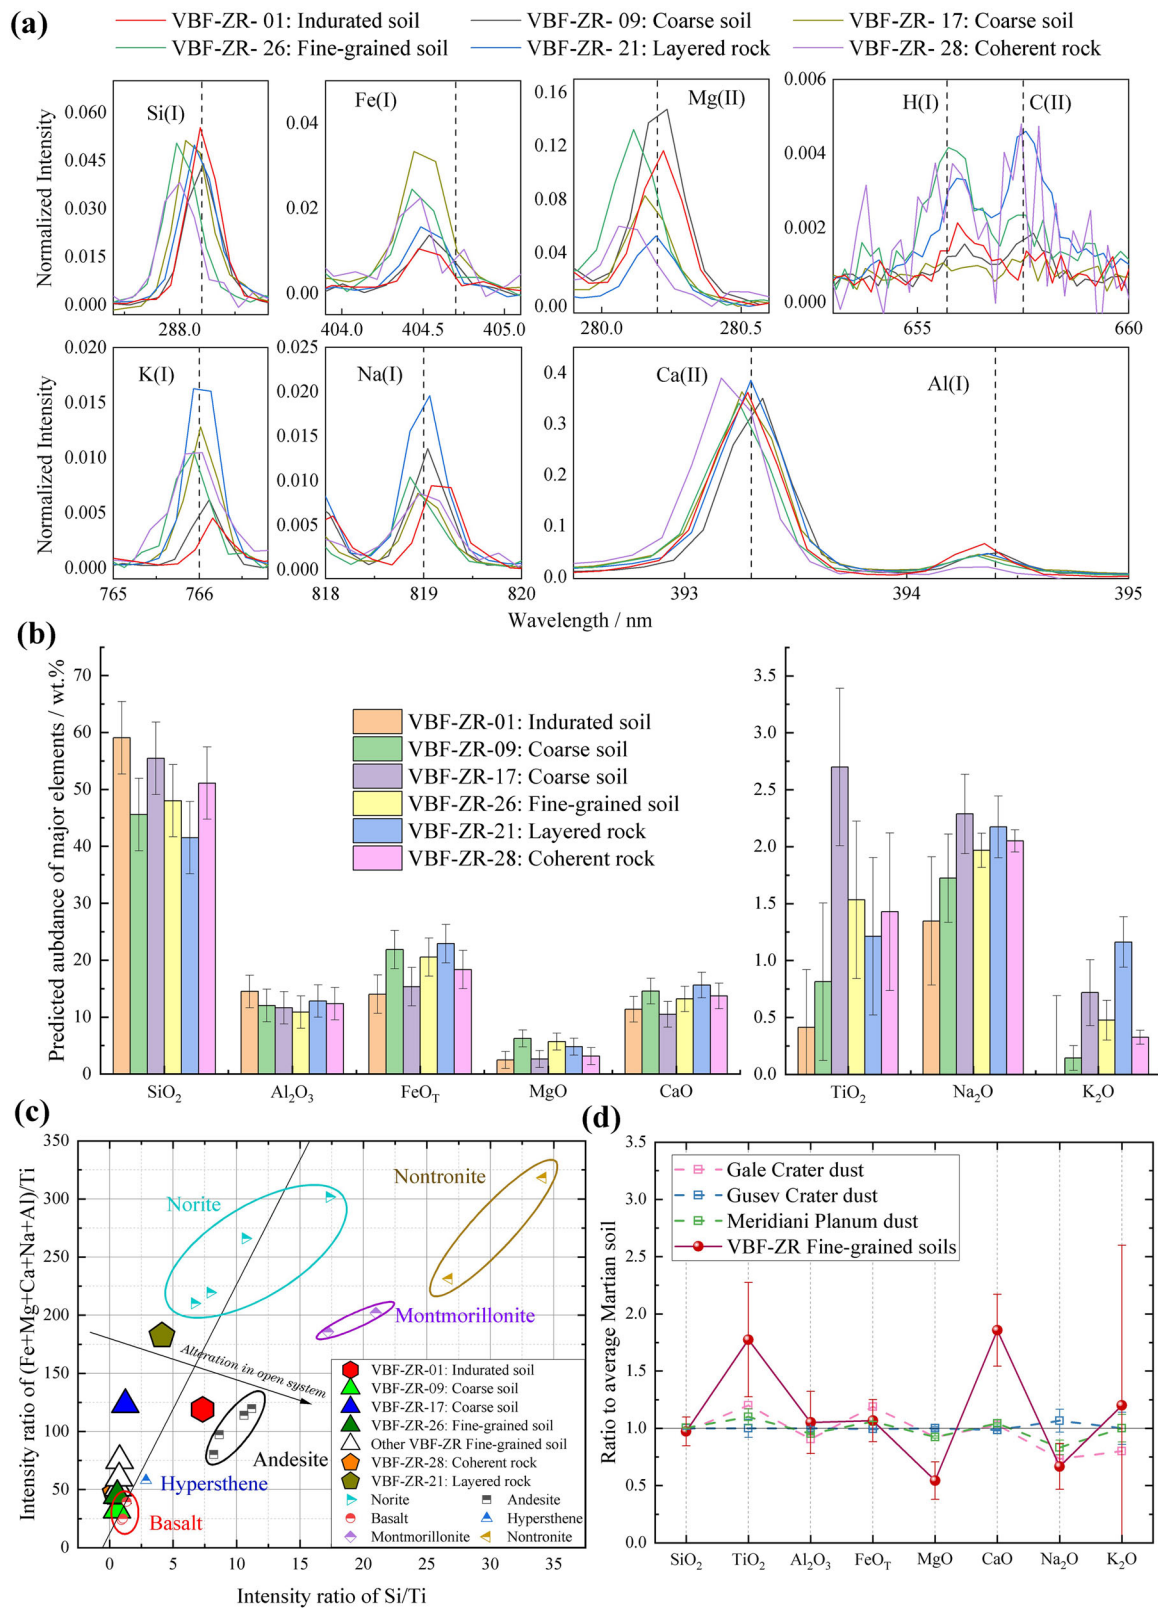 (a)
VBF-ZR- 01: Indurated soil VBF-ZR- 09: Coarse soil VBF-ZR- 17: Coarse soil
VBF-ZR- 26: Fine-grained soil VBF-ZR- 21: Layered rock VBF-ZR- 28: Coherent rock
Normalized Intensity
0.060
0.045
0.030
0.015
0.000
Si(I)
288.0
0.04
0.02
0.00
Fe(I)
404.0 404.5 405.0
0.16
0.12
0.08
0.04
0.00
Mg(II)
280.0 280.5
0.006
0.004
0.002
0.000
H(I) C(II)
655 660
Normalized Intensity
0.020
0.015
0.010
0.005
0.000
K(I)
765 766
0.025
0.020
0.015
0.010
0.005
0.000
Na(I)
818 819 820
0.4
0.3
0.2
0.1
0.0
Ca(II) Al(I)
393 394 395
Wavelength / nm
(b)
Predicted aubdance of major elements / wt.%
70
60
50
40
30
20
10
0
VBF-ZR-01: Indurated soil
VBF-ZR-09: Coarse soil
VBF-ZR-17: Coarse soil
VBF-ZR-26: Fine-grained soil
VBF-ZR-21: Layered rock
VBF-ZR-28: Coherent rock
SiO₂ Al₂O₃ FeO_T MgO CaO
3.5
3.0
2.5
2.0
1.5
1.0
0.5
0.0
TiO₂ Na₂O K₂O
(c)
Intensity ratio of (Fe+Mg+Ca+Na+Al)/Ti
350
300
250
200
150
100
50
0
Norite
Nontronite
Montmorillonite
Alteration in open system
Andesite
Hypersthene
Basalt
VBF-ZR-01: Indurated soil
VBF-ZR-09: Coarse soil
VBF-ZR-17: Coarse soil
VBF-ZR-26: Fine-grained soil
Other VBF-ZR Fine-grained soil
VBF-ZR-28: Coherent rock
VBF-ZR-21: Layered rock
Norite Andesite
Basalt Hypersthene
Montmorillonite Nontronite
0 5 10 15 20 25 30 35
Intensity ratio of Si/Ti
(d)
Ratio to average Martian soil
3.5
3.0
2.5
2.0
1.5
1.0
0.5
0.0
Gale Crater dust
Gusev Crater dust
Meridiani Planum dust
VBF-ZR Fine-grained soils
SiO₂ TiO₂ Al₂O₃ FeO_T MgO CaO Na₂O K₂O